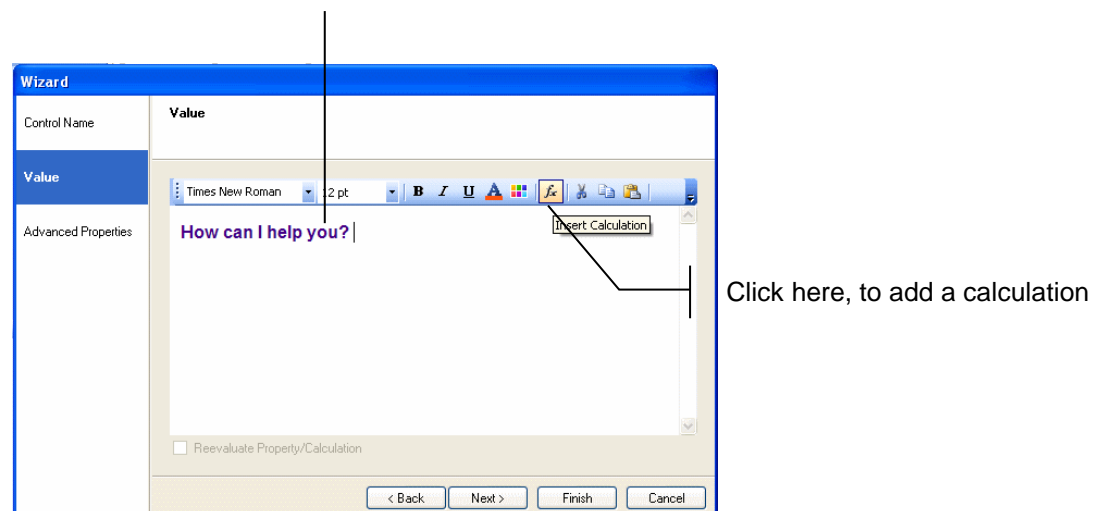 Wizard
Control Name
Value
Value
Times New Roman 12 pt B I U A fx
Insert Calculation
Advanced Properties
How can I help you?
Click here, to add a calculation
Reevaluate Property/Calculation
< Back Next > Finish Cancel